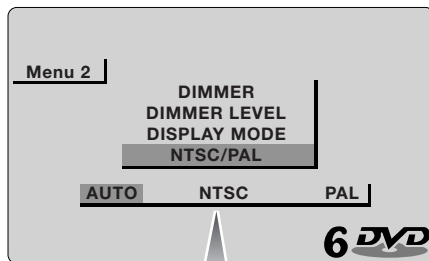 Menu 2
DIMMER
DIMMER LEVEL
DISPLAY MODE
NTSC/PAL
AUTO NTSC PAL
6 DVD